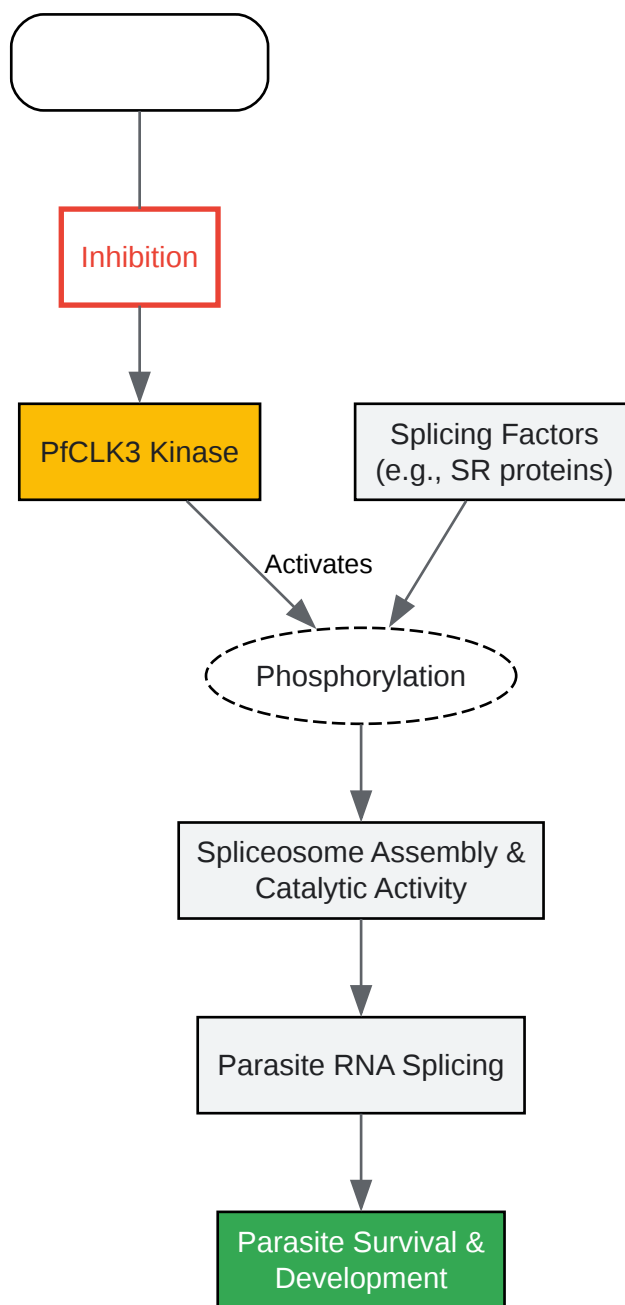 Inhibition
PfCLK3 Kinase
Splicing Factors
(e.g., SR proteins)
Activates
Phosphorylation
Spliceosome Assembly &
Catalytic Activity
Parasite RNA Splicing
Parasite Survival &
Development